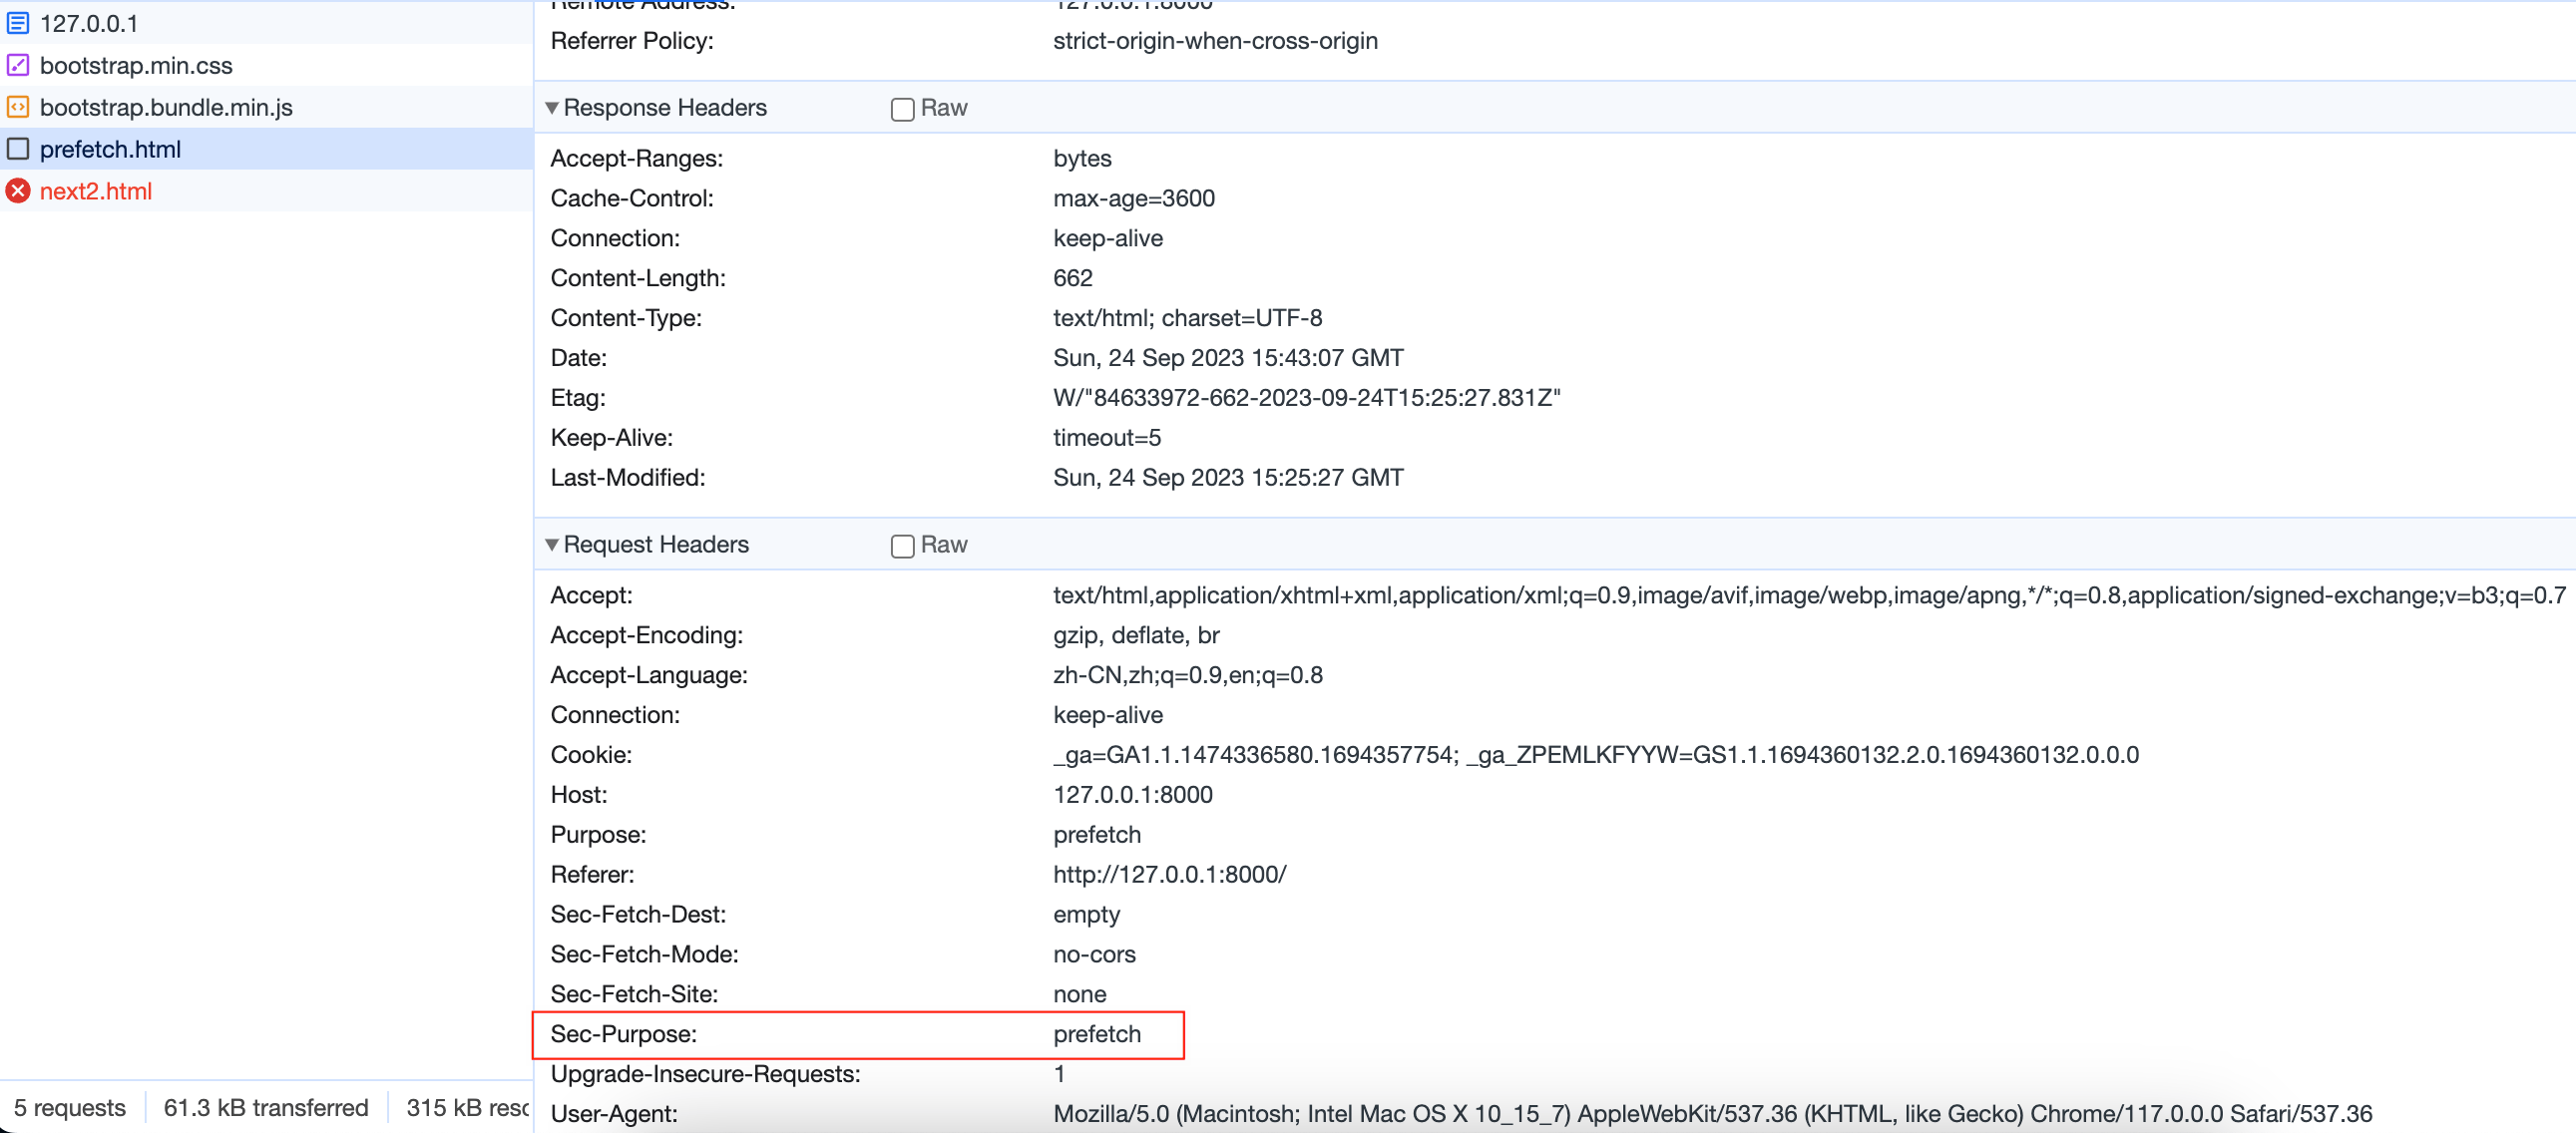 127.0.0.1
bootstrap.min.css
bootstrap.bundle.min.js
prefetch.html
next2.html
5 requests 61.3 kB transferred 315 kB resc
Remote Address: 127.0.0.1:8000
Referrer Policy: strict-origin-when-cross-origin
Response Headers Raw
Accept-Ranges: bytes
Cache-Control: max-age=3600
Connection: keep-alive
Content-Length: 662
Content-Type: text/html; charset=UTF-8
Date: Sun, 24 Sep 2023 15:43:07 GMT
Etag: W/"84633972-662-2023-09-24T15:25:27.831Z"
Keep-Alive: timeout=5
Last-Modified: Sun, 24 Sep 2023 15:25:27 GMT
Request Headers Raw
Accept: text/html,application/xhtml+xml,application/xml;q=0.9,image/avif,image/webp,image/apng,*/*;q=0.8,application/signed-exchange;v=b3;q=0.7
Accept-Encoding: gzip, deflate, br
Accept-Language: zh-CN,zh;q=0.9,en;q=0.8
Connection: keep-alive
Cookie: _ga=GA1.1.1474336580.1694357754; _ga_ZPEMLKFYYW=GS1.1.1694360132.2.0.1694360132.0.0.0
Host: 127.0.0.1:8000
Purpose: prefetch
Referer: http://127.0.0.1:8000/
Sec-Fetch-Dest: empty
Sec-Fetch-Mode: no-cors
Sec-Fetch-Site: none
Sec-Purpose: prefetch
Upgrade-Insecure-Requests: 1
User-Agent: Mozilla/5.0 (Macintosh; Intel Mac OS X 10_15_7) AppleWebKit/537.36 (KHTML, like Gecko) Chrome/117.0.0.0 Safari/537.36